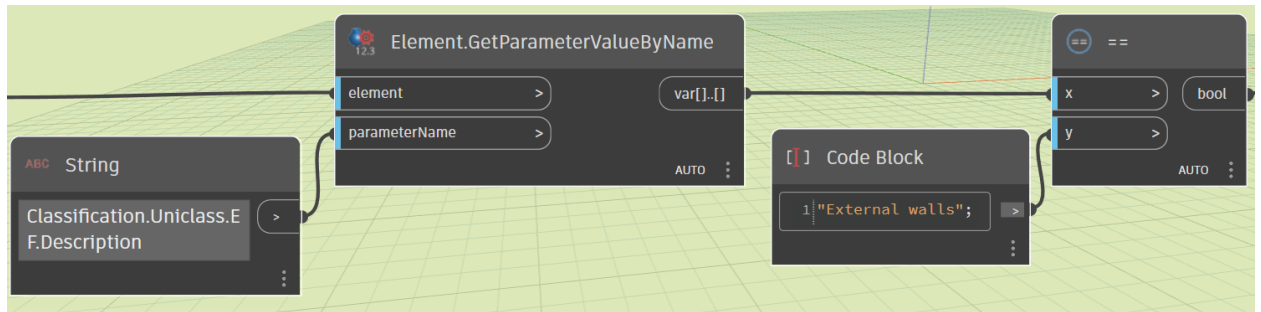 12.3 Element.GetParameterValueByName
element >
var[]..[]
parameterName >
AUTO
ABC String
Classification.Uniclass.E
F.Description
>
[I] Code Block
1 "External walls";
>
== ==
x >
bool
y >
AUTO